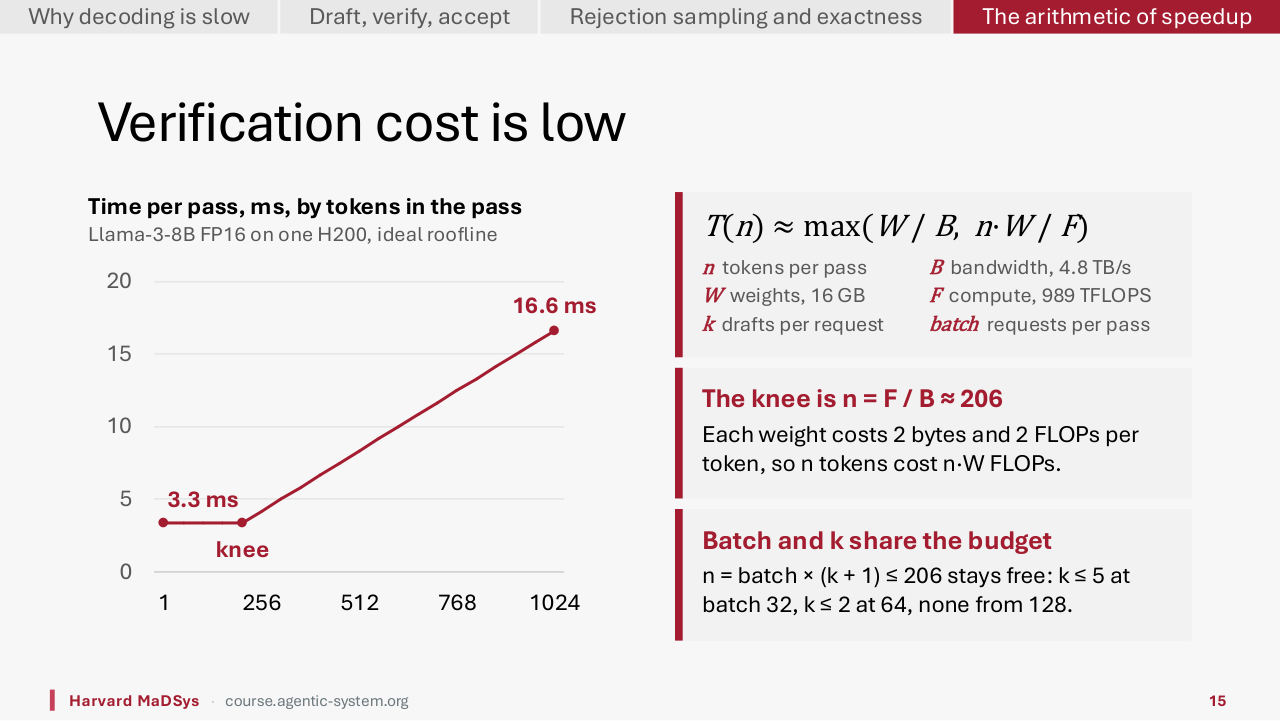 Why decoding is slow
Draft, verify, accept
Rejection sampling and exactness
The arithmetic of speedup
Verification cost is low
Time per pass, ms, by tokens in the pass
Llama-3-8B FP16 on one H200, ideal roofline
20
15
10
5
0
16.6 ms
3.3 ms
knee
1
256
512
768
1024
T(n) ≈ max(W / B, n·W / F)
n tokens per pass
B bandwidth, 4.8 TB/s
W weights, 16 GB
F compute, 989 TFLOPS
k drafts per request
batch requests per pass
The knee is n = F / B ≈ 206
Each weight costs 2 bytes and 2 FLOPs per
token, so n tokens cost n·W FLOPs.
Batch and k share the budget
n = batch × (k + 1) ≤ 206 stays free: k ≤ 5 at
batch 32, k ≤ 2 at 64, none from 128.
Harvard MaDSys · course.agentic-system.org
15